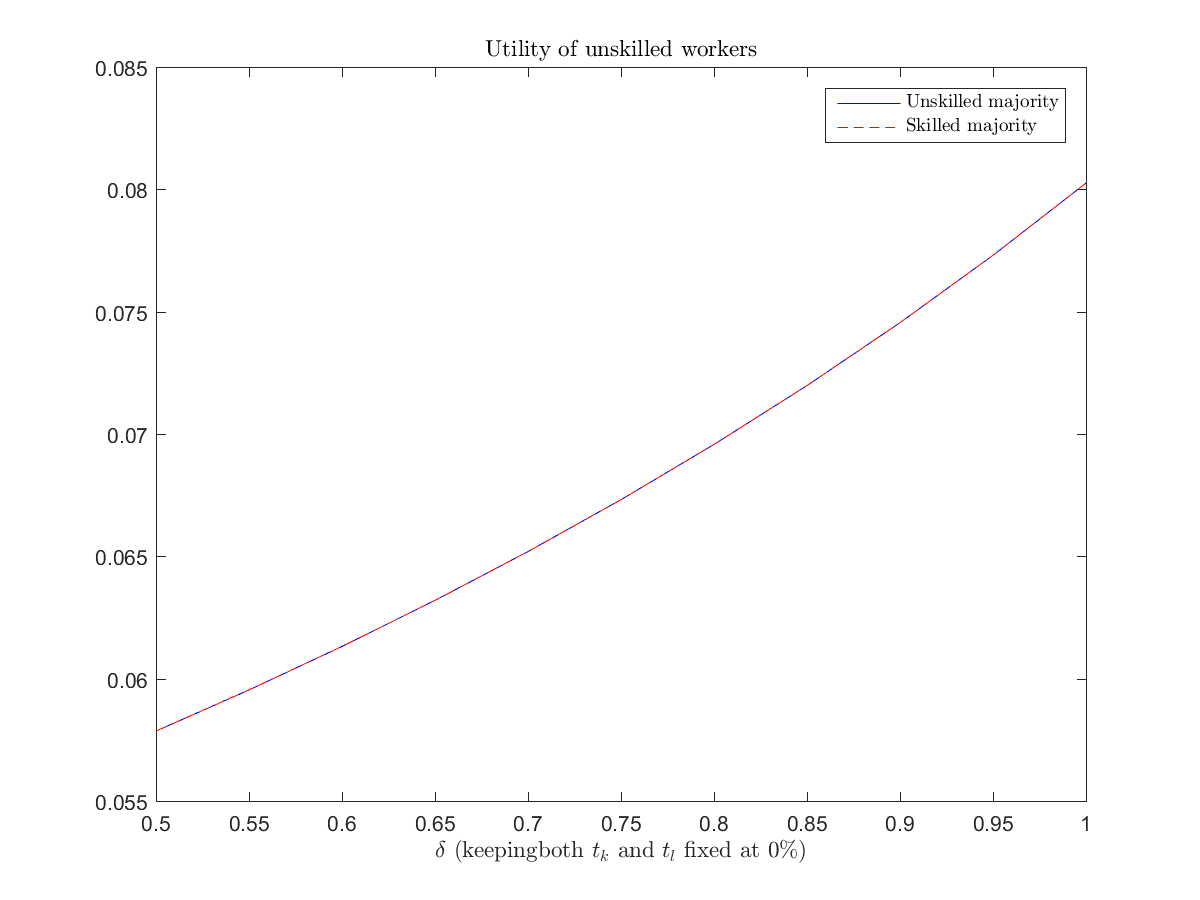 Utility of unskilled workers
0.085
0.08
0.075
0.07
0.065
0.06
0.055
Unskilled majority
Skilled majority
0.5 0.55 0.6 0.65 0.7 0.75 0.8 0.85 0.9 0.95 1
δ (keepingboth t_k and t_l fixed at 0%)